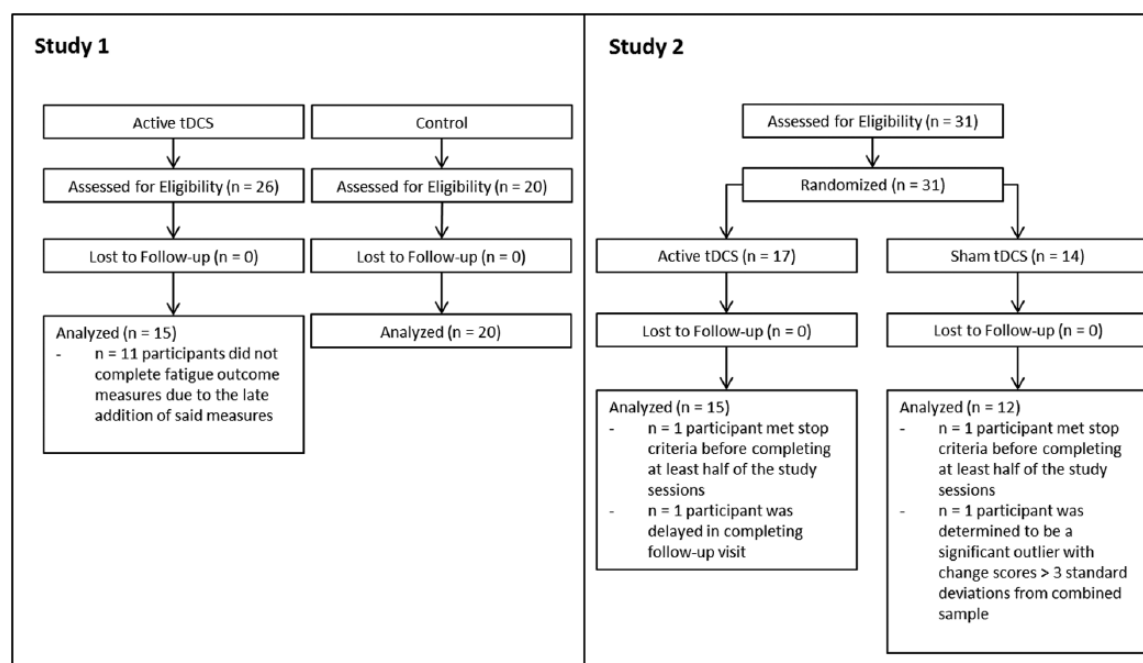 Study 1
Active tDCS
Assessed for Eligibility (n = 26)
Lost to Follow-up (n = 0)
Analyzed (n = 15)
- n = 11 participants did not
complete fatigue outcome
measures due to the late
addition of said measures
Control
Assessed for Eligibility (n = 20)
Lost to Follow-up (n = 0)
Analyzed (n = 20)
Study 2
Assessed for Eligibility (n = 31)
Randomized (n = 31)
Active tDCS (n = 17)
Lost to Follow-up (n = 0)
Analyzed (n = 15)
- n = 1 participant met stop
criteria before completing
at least half of the study
sessions
- n = 1 participant was
delayed in completing
follow-up visit
Sham tDCS (n = 14)
Lost to Follow-up (n = 0)
Analyzed (n = 12)
- n = 1 participant met stop
criteria before completing
at least half of the study
sessions
- n = 1 participant was
determined to be a
significant outlier with
change scores > 3 standard
deviations from combined
sample